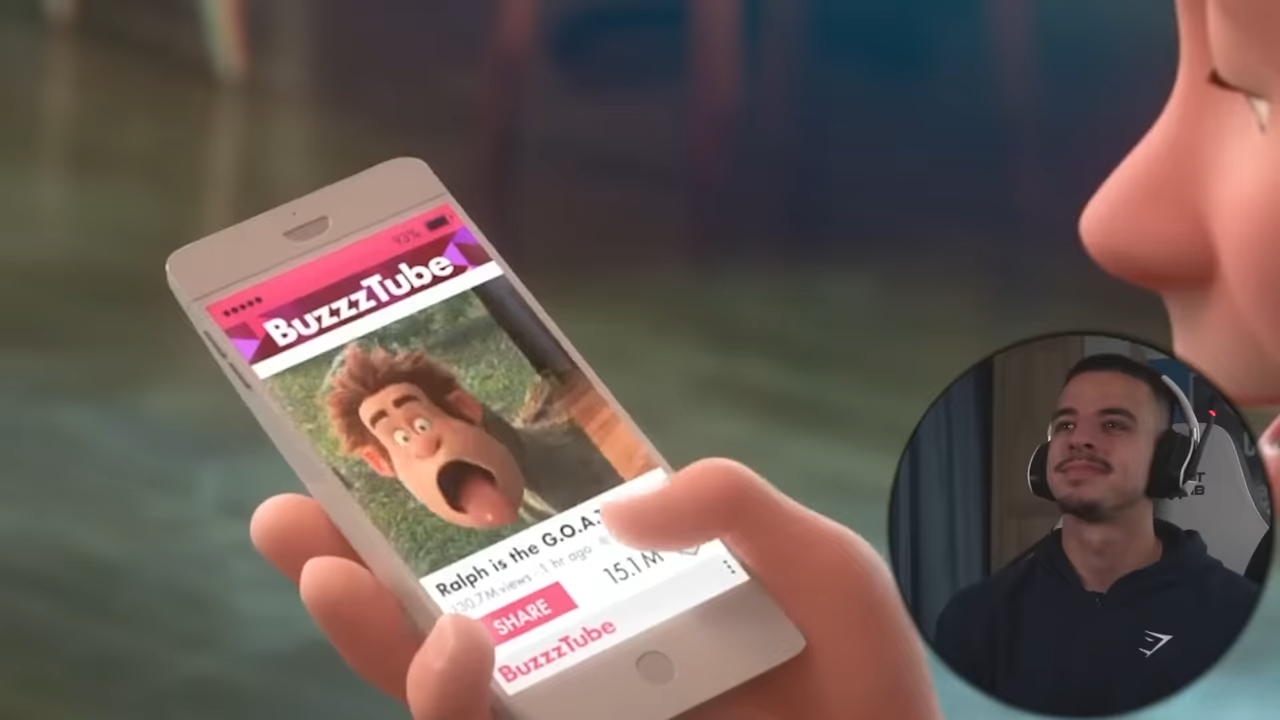 93%
BuzzzTube
Ralph is the G.O.A.T
130.7M views · 1 hr ago
15.1M
SHARE
BuzzzTube